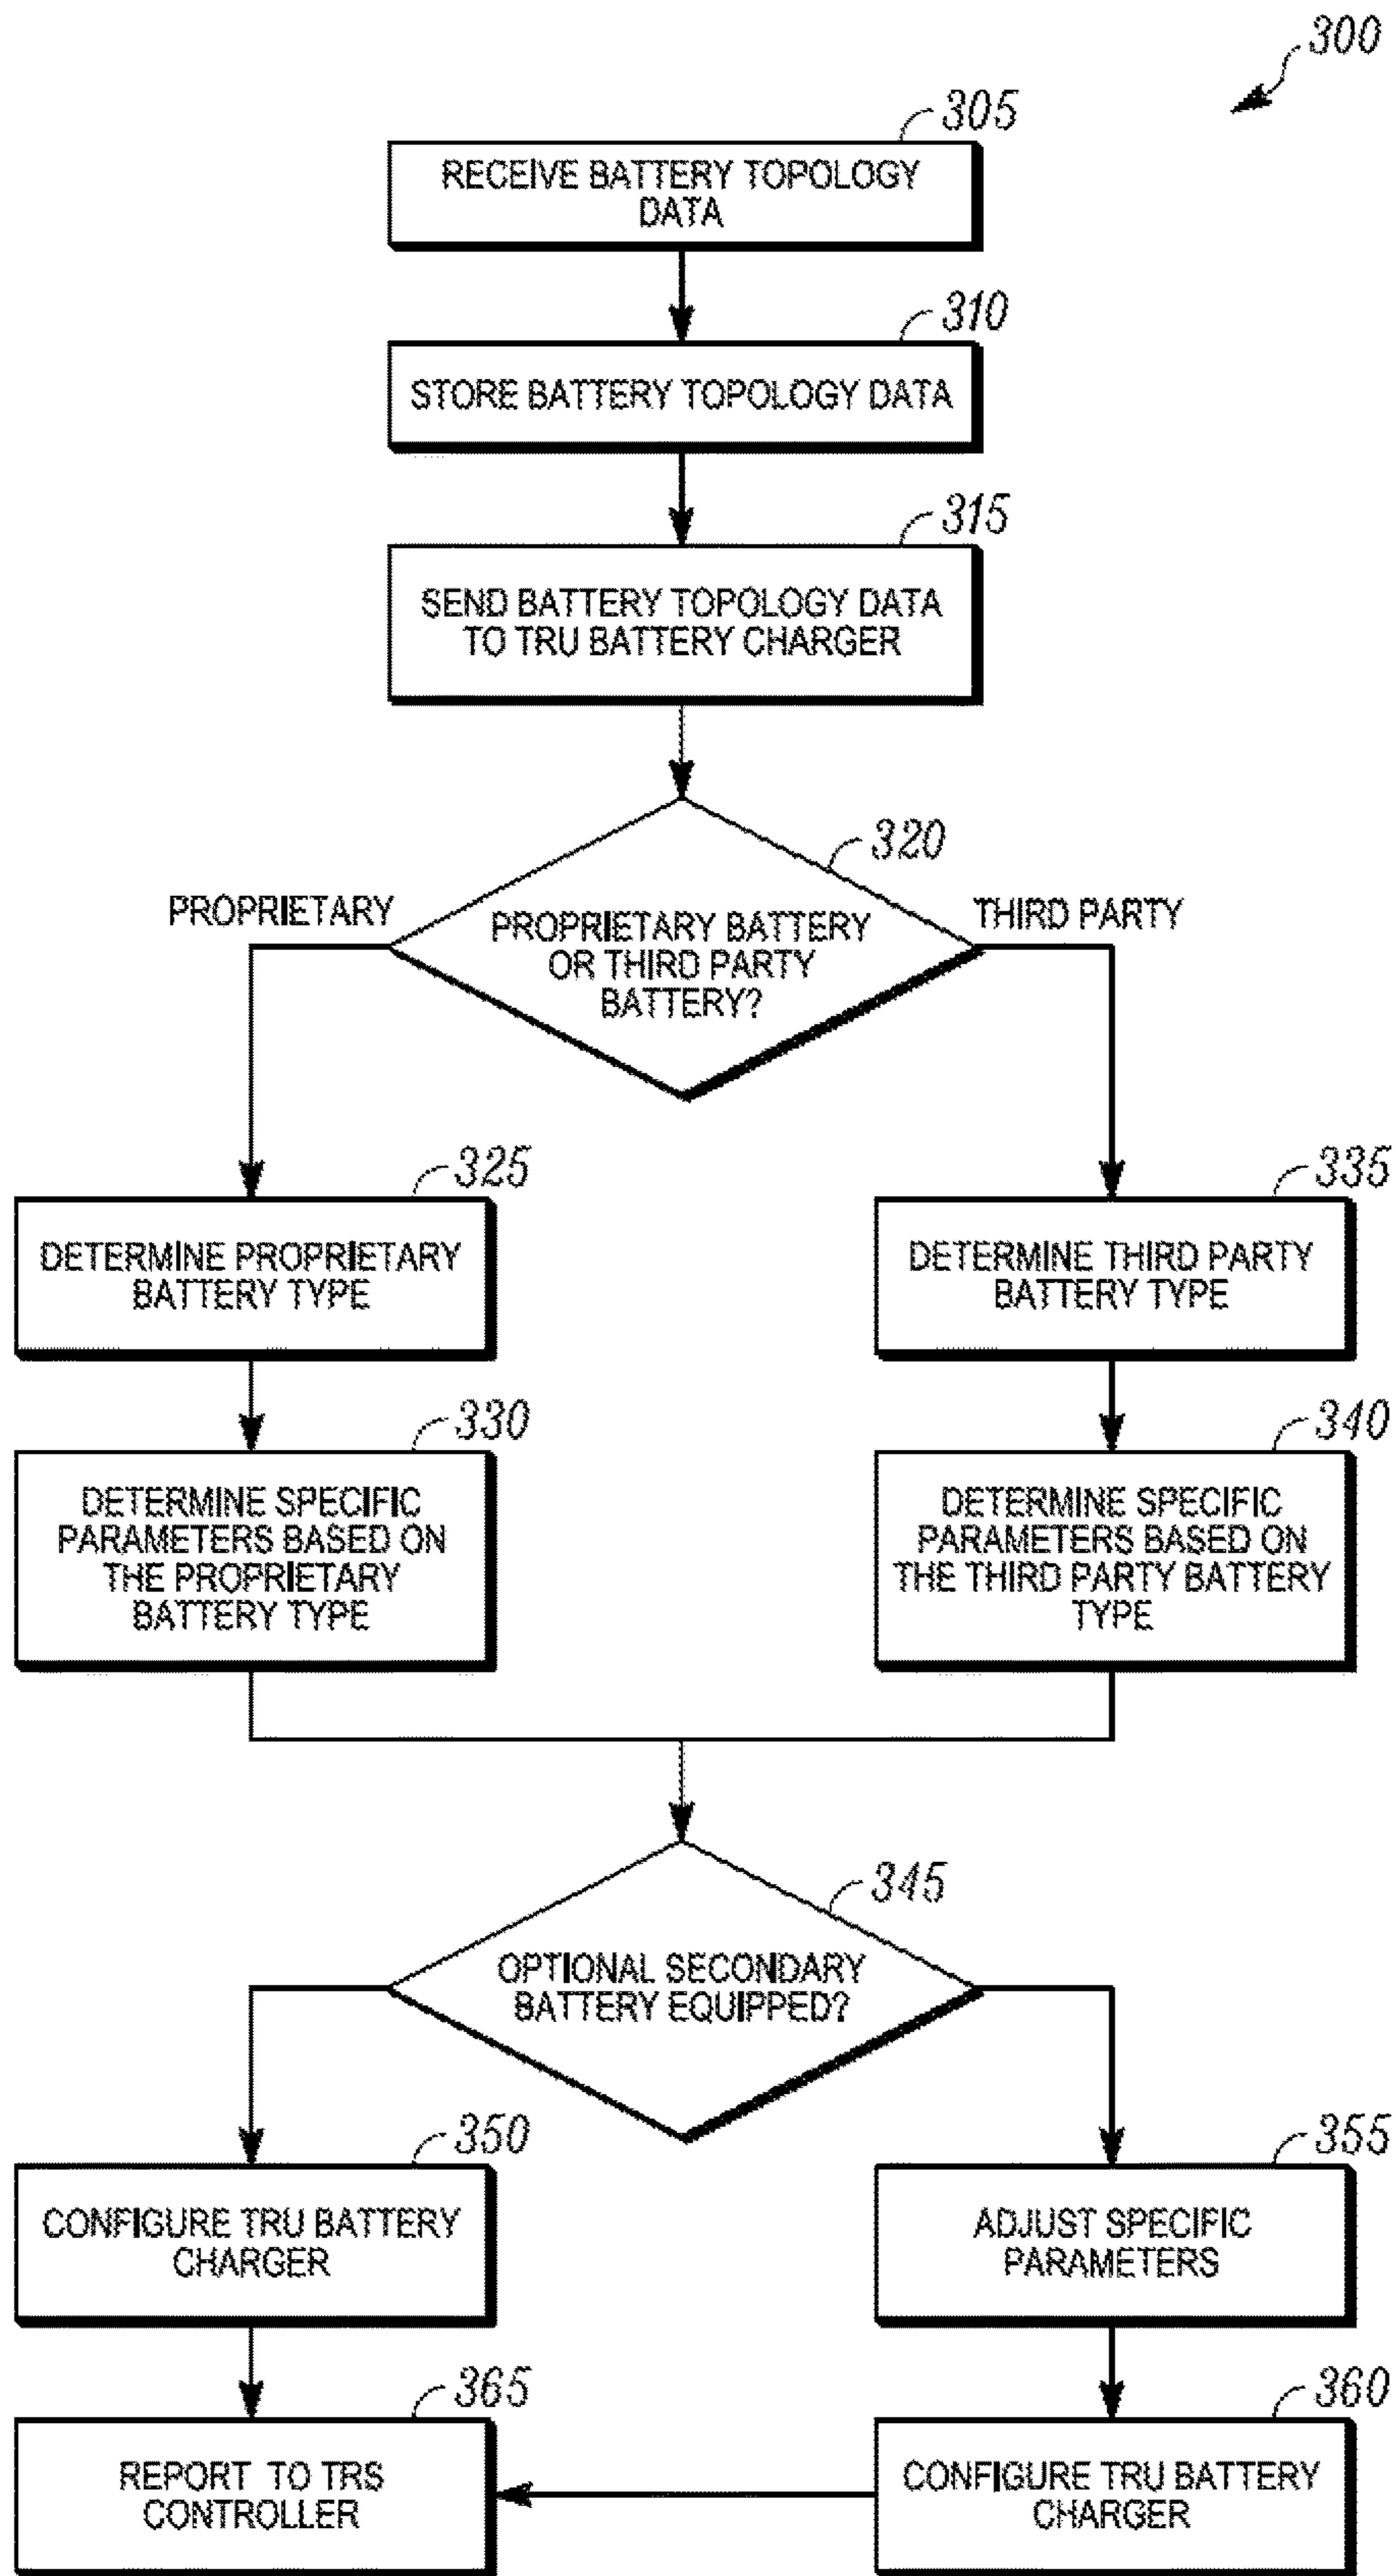 300
305
RECEIVE BATTERY TOPOLOGY
DATA
310
STORE BATTERY TOPOLOGY DATA
315
SEND BATTERY TOPOLOGY DATA
TO TRU BATTERY CHARGER
320
PROPRIETARY
PROPRIETARY BATTERY
OR THIRD PARTY
BATTERY?
THIRD PARTY
325
DETERMINE PROPRIETARY
BATTERY TYPE
335
DETERMINE THIRD PARTY
BATTERY TYPE
330
DETERMINE SPECIFIC
PARAMETERS BASED ON
THE PROPRIETARY
BATTERY TYPE
340
DETERMINE SPECIFIC
PARAMETERS BASED ON
THE THIRD PARTY BATTERY
TYPE
345
OPTIONAL SECONDARY
BATTERY EQUIPPED?
350
CONFIGURE TRU BATTERY
CHARGER
355
ADJUST SPECIFIC
PARAMETERS
365
REPORT TO TRS
CONTROLLER
360
CONFIGURE TRU BATTERY
CHARGER